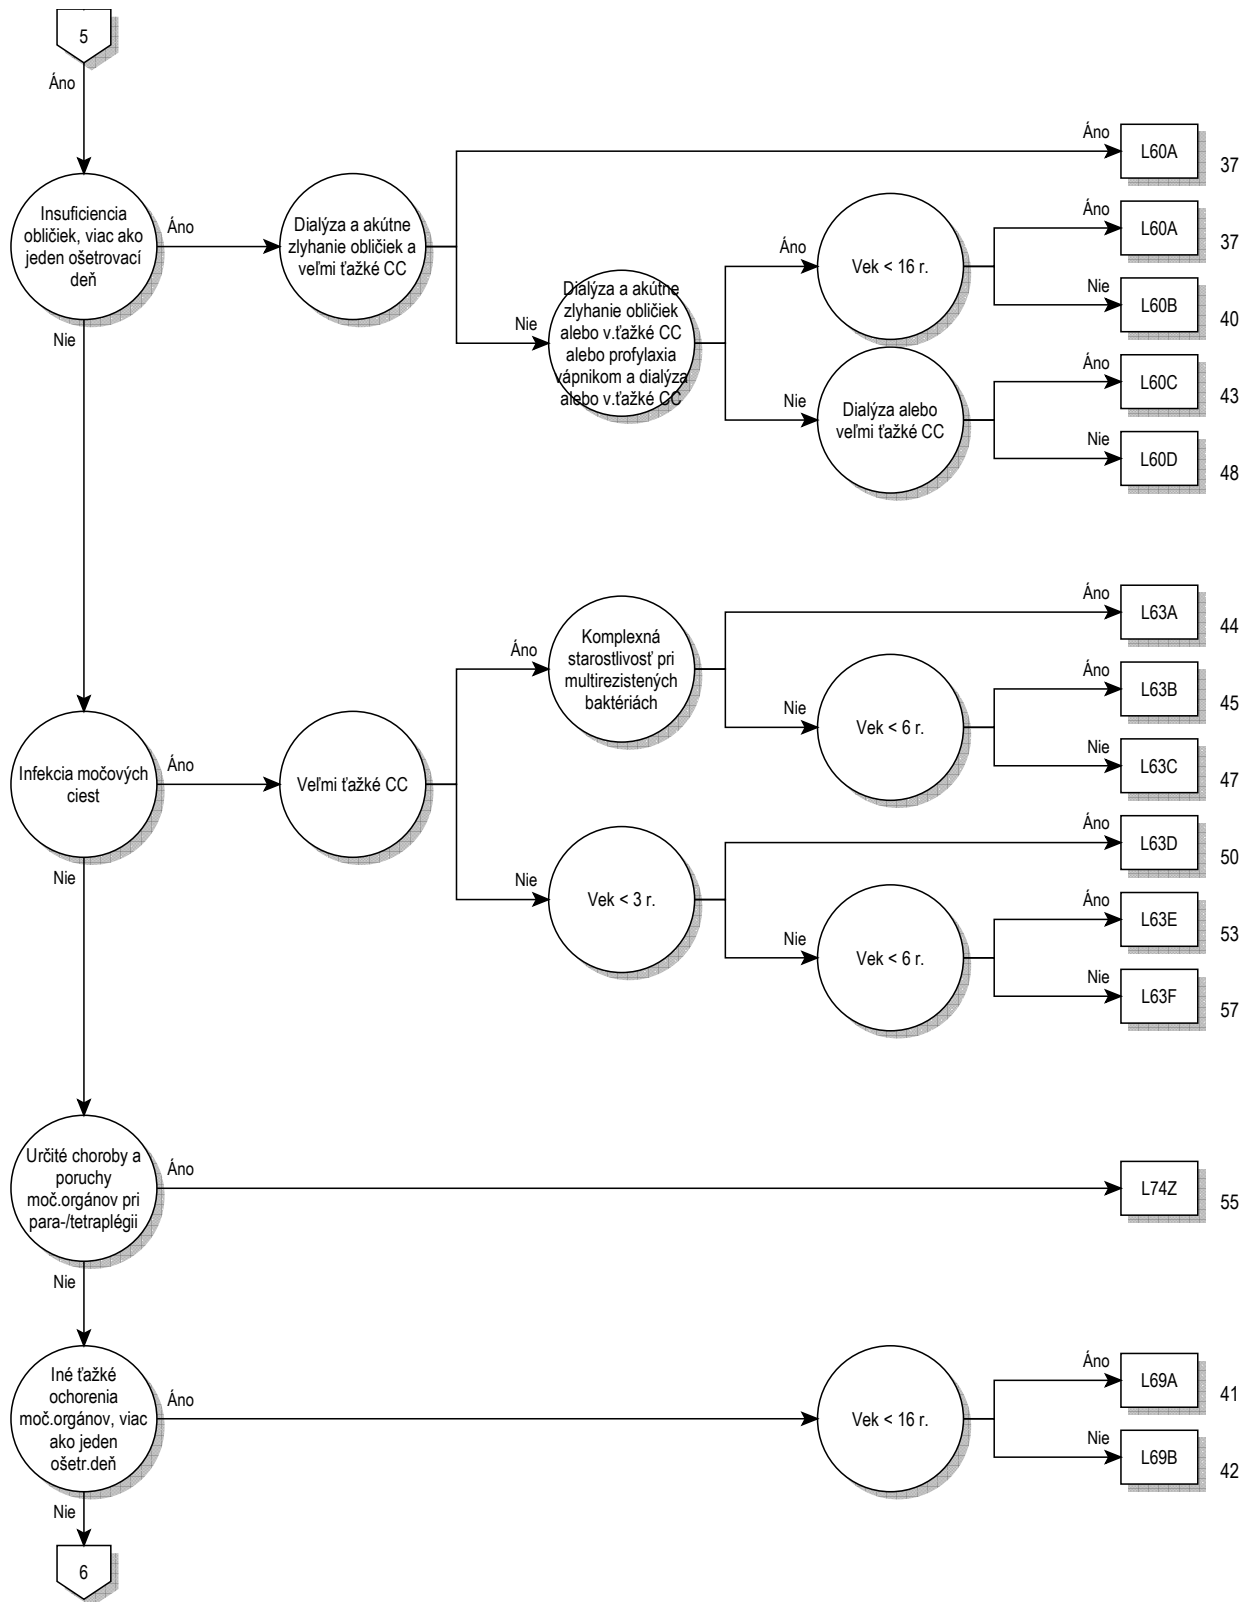 5
Áno
Insuficiencia
obličiek, viac ako
jeden ošetrovací
deň
Áno
Nie
Dialýza a akútne
zlyhanie obličiek a
veľmi ťažké CC
Áno
L60A
37
Nie
Dialýza a akútne
zlyhanie obličiek
alebo v.ťažké CC
alebo profylaxia
vápnikom a dialýza
alebo v.ťažké CC
Áno
Vek < 16 r.
Áno
L60A
37
Nie
L60B
40
Nie
Dialýza alebo
veľmi ťažké CC
Áno
L60C
43
Nie
L60D
48
Infekcia močových
ciest
Áno
Nie
Veľmi ťažké CC
Áno
Komplexná
starostlivosť pri
multirezistených
baktériách
Áno
L63A
44
Nie
Vek < 6 r.
Áno
L63B
45
Nie
L63C
47
Nie
Vek < 3 r.
Áno
L63D
50
Nie
Vek < 6 r.
Áno
L63E
53
Nie
L63F
57
Určité choroby a
poruchy
moč.orgánov pri
para-/tetraplégii
Áno
L74Z
55
Nie
Iné ťažké
ochorenia
moč.orgánov, viac
ako jeden
ošetr.deň
Áno
Vek < 16 r.
Áno
L69A
41
Nie
L69B
42
Nie
6